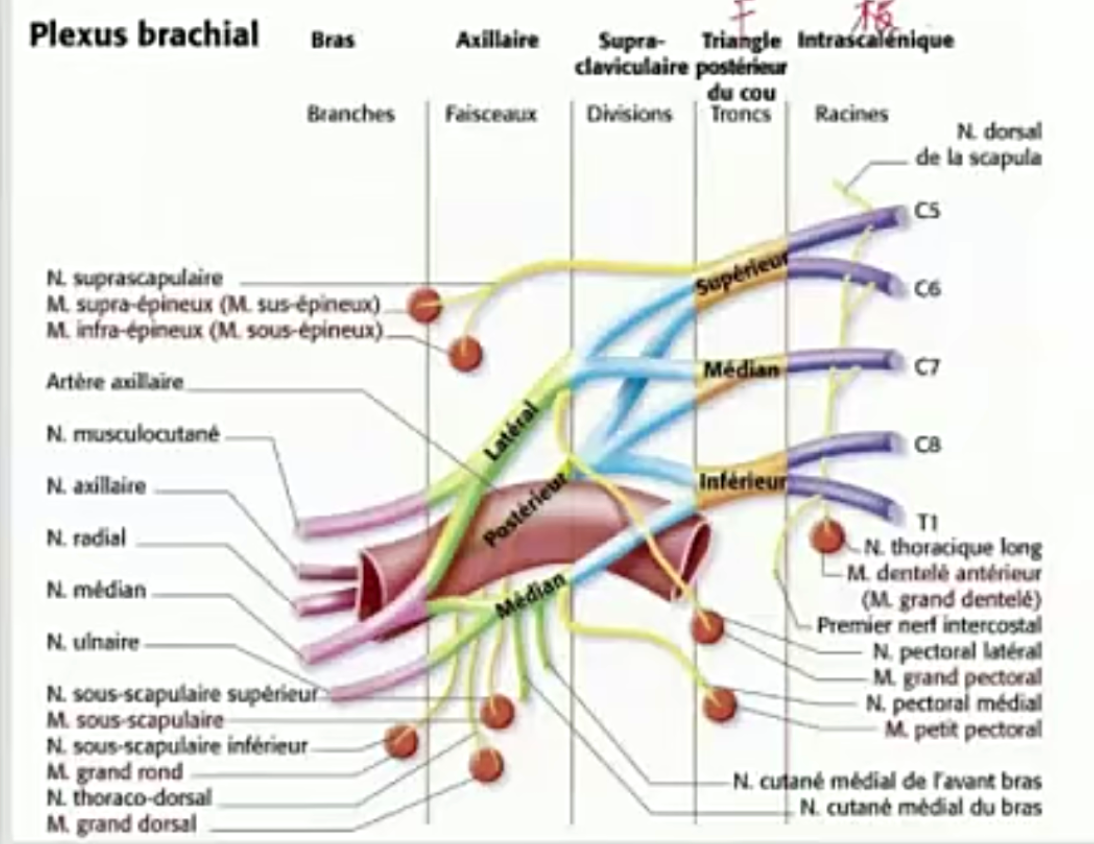 Plexus brachial
Bras
Axillaire
Supra-
claviculaire
Triangle
postérieur
du cou
Intrascalénique
Branches
Faisceaux
Divisions
Troncs
Racines
N. dorsal
de la scapula
C5
C6
C7
C8
T1
N. suprascapulaire
M. supra-épineux (M. sus-épineux)
M. infra-épineux (M. sous-épineux)
Artère axillaire
N. musculocutané
N. axillaire
N. radial
N. médian
N. ulnaire
N. sous-scapulaire supérieur
M. sous-scapulaire
N. sous-scapulaire inférieur
M. grand rond
N. thoraco-dorsal
M. grand dorsal
Supérieur
Médian
Inférieur
Latéral
Postérieur
Médian
N. thoracique long
M. dentelé antérieur
(M. grand dentelé)
Premier nerf intercostal
N. pectoral latéral
M. grand pectoral
N. pectoral médial
M. petit pectoral
N. cutané médial de l'avant bras
N. cutané médial du bras